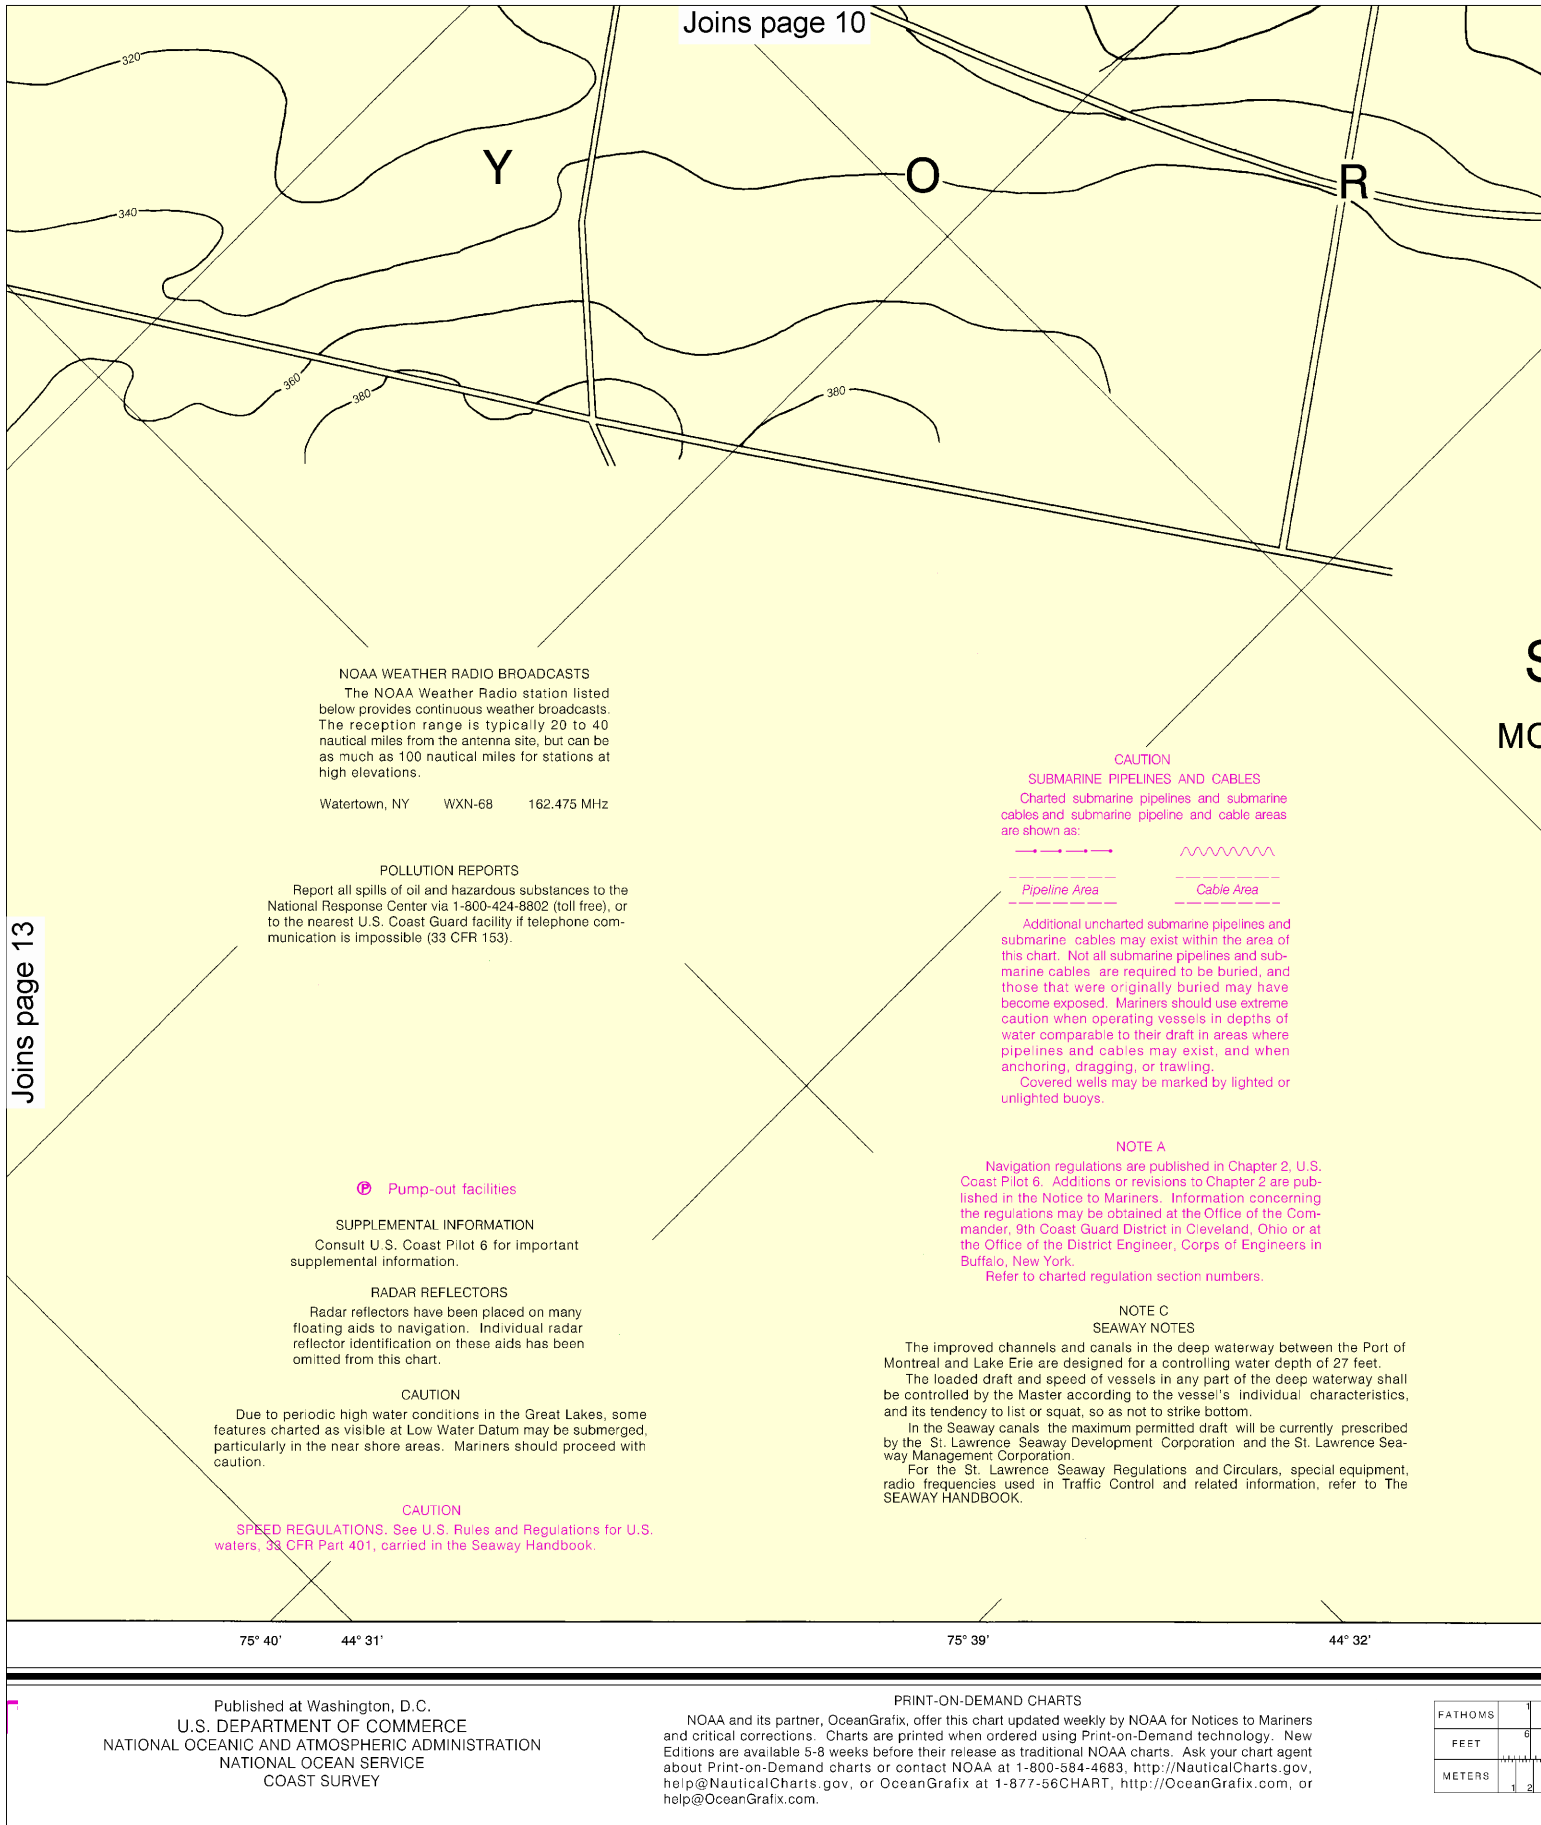 Joins page 10
320
Y
O
R
340
360
380
380
S
MO
NOAA WEATHER RADIO BROADCASTS
The NOAA Weather Radio station listed
below provides continuous weather broadcasts.
The reception range is typically 20 to 40
nautical miles from the antenna site, but can be
as much as 100 nautical miles for stations at
high elevations.
Watertown, NY WXN-68 162.475 MHz
POLLUTION REPORTS
Report all spills of oil and hazardous substances to the
National Response Center via 1-800-424-8802 (toll free), or
to the nearest U.S. Coast Guard facility if telephone com-
munication is impossible (33 CFR 153).
Joins page 13
Pump-out facilities
SUPPLEMENTAL INFORMATION
Consult U.S. Coast Pilot 6 for important
supplemental information.
RADAR REFLECTORS
Radar reflectors have been placed on many
floating aids to navigation. Individual radar
reflector identification on these aids has been
omitted from this chart.
CAUTION
Due to periodic high water conditions in the Great Lakes, some
features charted as visible at Low Water Datum may be submerged,
particularly in the near shore areas. Mariners should proceed with
caution.
CAUTION
SPEED REGULATIONS. See U.S. Rules and Regulations for U.S.
waters, 33 CFR Part 401, carried in the Seaway Handbook.
CAUTION
SUBMARINE PIPELINES AND CABLES
Charted submarine pipelines and submarine
cables and submarine pipeline and cable areas
are shown as:
Pipeline Area Cable Area
Additional uncharted submarine pipelines and
submarine cables may exist within the area of
this chart. Not all submarine pipelines and sub-
marine cables are required to be buried, and
those that were originally buried may have
become exposed. Mariners should use extreme
caution when operating vessels in depths of
water comparable to their draft in areas where
pipelines and cables may exist, and when
anchoring, dragging, or trawling.
Covered wells may be marked by lighted or
unlighted buoys.
NOTE A
Navigation regulations are published in Chapter 2, U.S.
Coast Pilot 6. Additions or revisions to Chapter 2 are pub-
lished in the Notice to Mariners. Information concerning
the regulations may be obtained at the Office of the Com-
mander, 9th Coast Guard District in Cleveland, Ohio or at
the Office of the District Engineer, Corps of Engineers in
Buffalo, New York.
Refer to charted regulation section numbers.
NOTE C
SEAWAY NOTES
The improved channels and canals in the deep waterway between the Port of
Montreal and Lake Erie are designed for a controlling water depth of 27 feet.
The loaded draft and speed of vessels in any part of the deep waterway shall
be controlled by the Master according to the vessel's individual characteristics,
and its tendency to list or squat, so as not to strike bottom.
In the Seaway canals the maximum permitted draft will be currently prescribed
by the St. Lawrence Seaway Development Corporation and the St. Lawrence Sea-
way Management Corporation.
For the St. Lawrence Seaway Regulations and Circulars, special equipment,
radio frequencies used in Traffic Control and related information, refer to The
SEAWAY HANDBOOK.
75° 40' 44° 31' 75° 39' 44° 32'
Published at Washington, D.C.
U.S. DEPARTMENT OF COMMERCE
NATIONAL OCEANIC AND ATMOSPHERIC ADMINISTRATION
NATIONAL OCEAN SERVICE
COAST SURVEY
PRINT-ON-DEMAND CHARTS
NOAA and its partner, OceanGrafix, offer this chart updated weekly by NOAA for Notices to Mariners
and critical corrections. Charts are printed when ordered using Print-on-Demand technology. New
Editions are available 5-8 weeks before their release as traditional NOAA charts. Ask your chart agent
about Print-on-Demand charts or contact NOAA at 1-800-584-4683, http://NauticalCharts.gov,
help@NauticalCharts.gov, or OceanGrafix at 1-877-56CHART, http://OceanGrafix.com, or
help@OceanGrafix.com.
FATHOMS 1
FEET 6
METERS 1 2